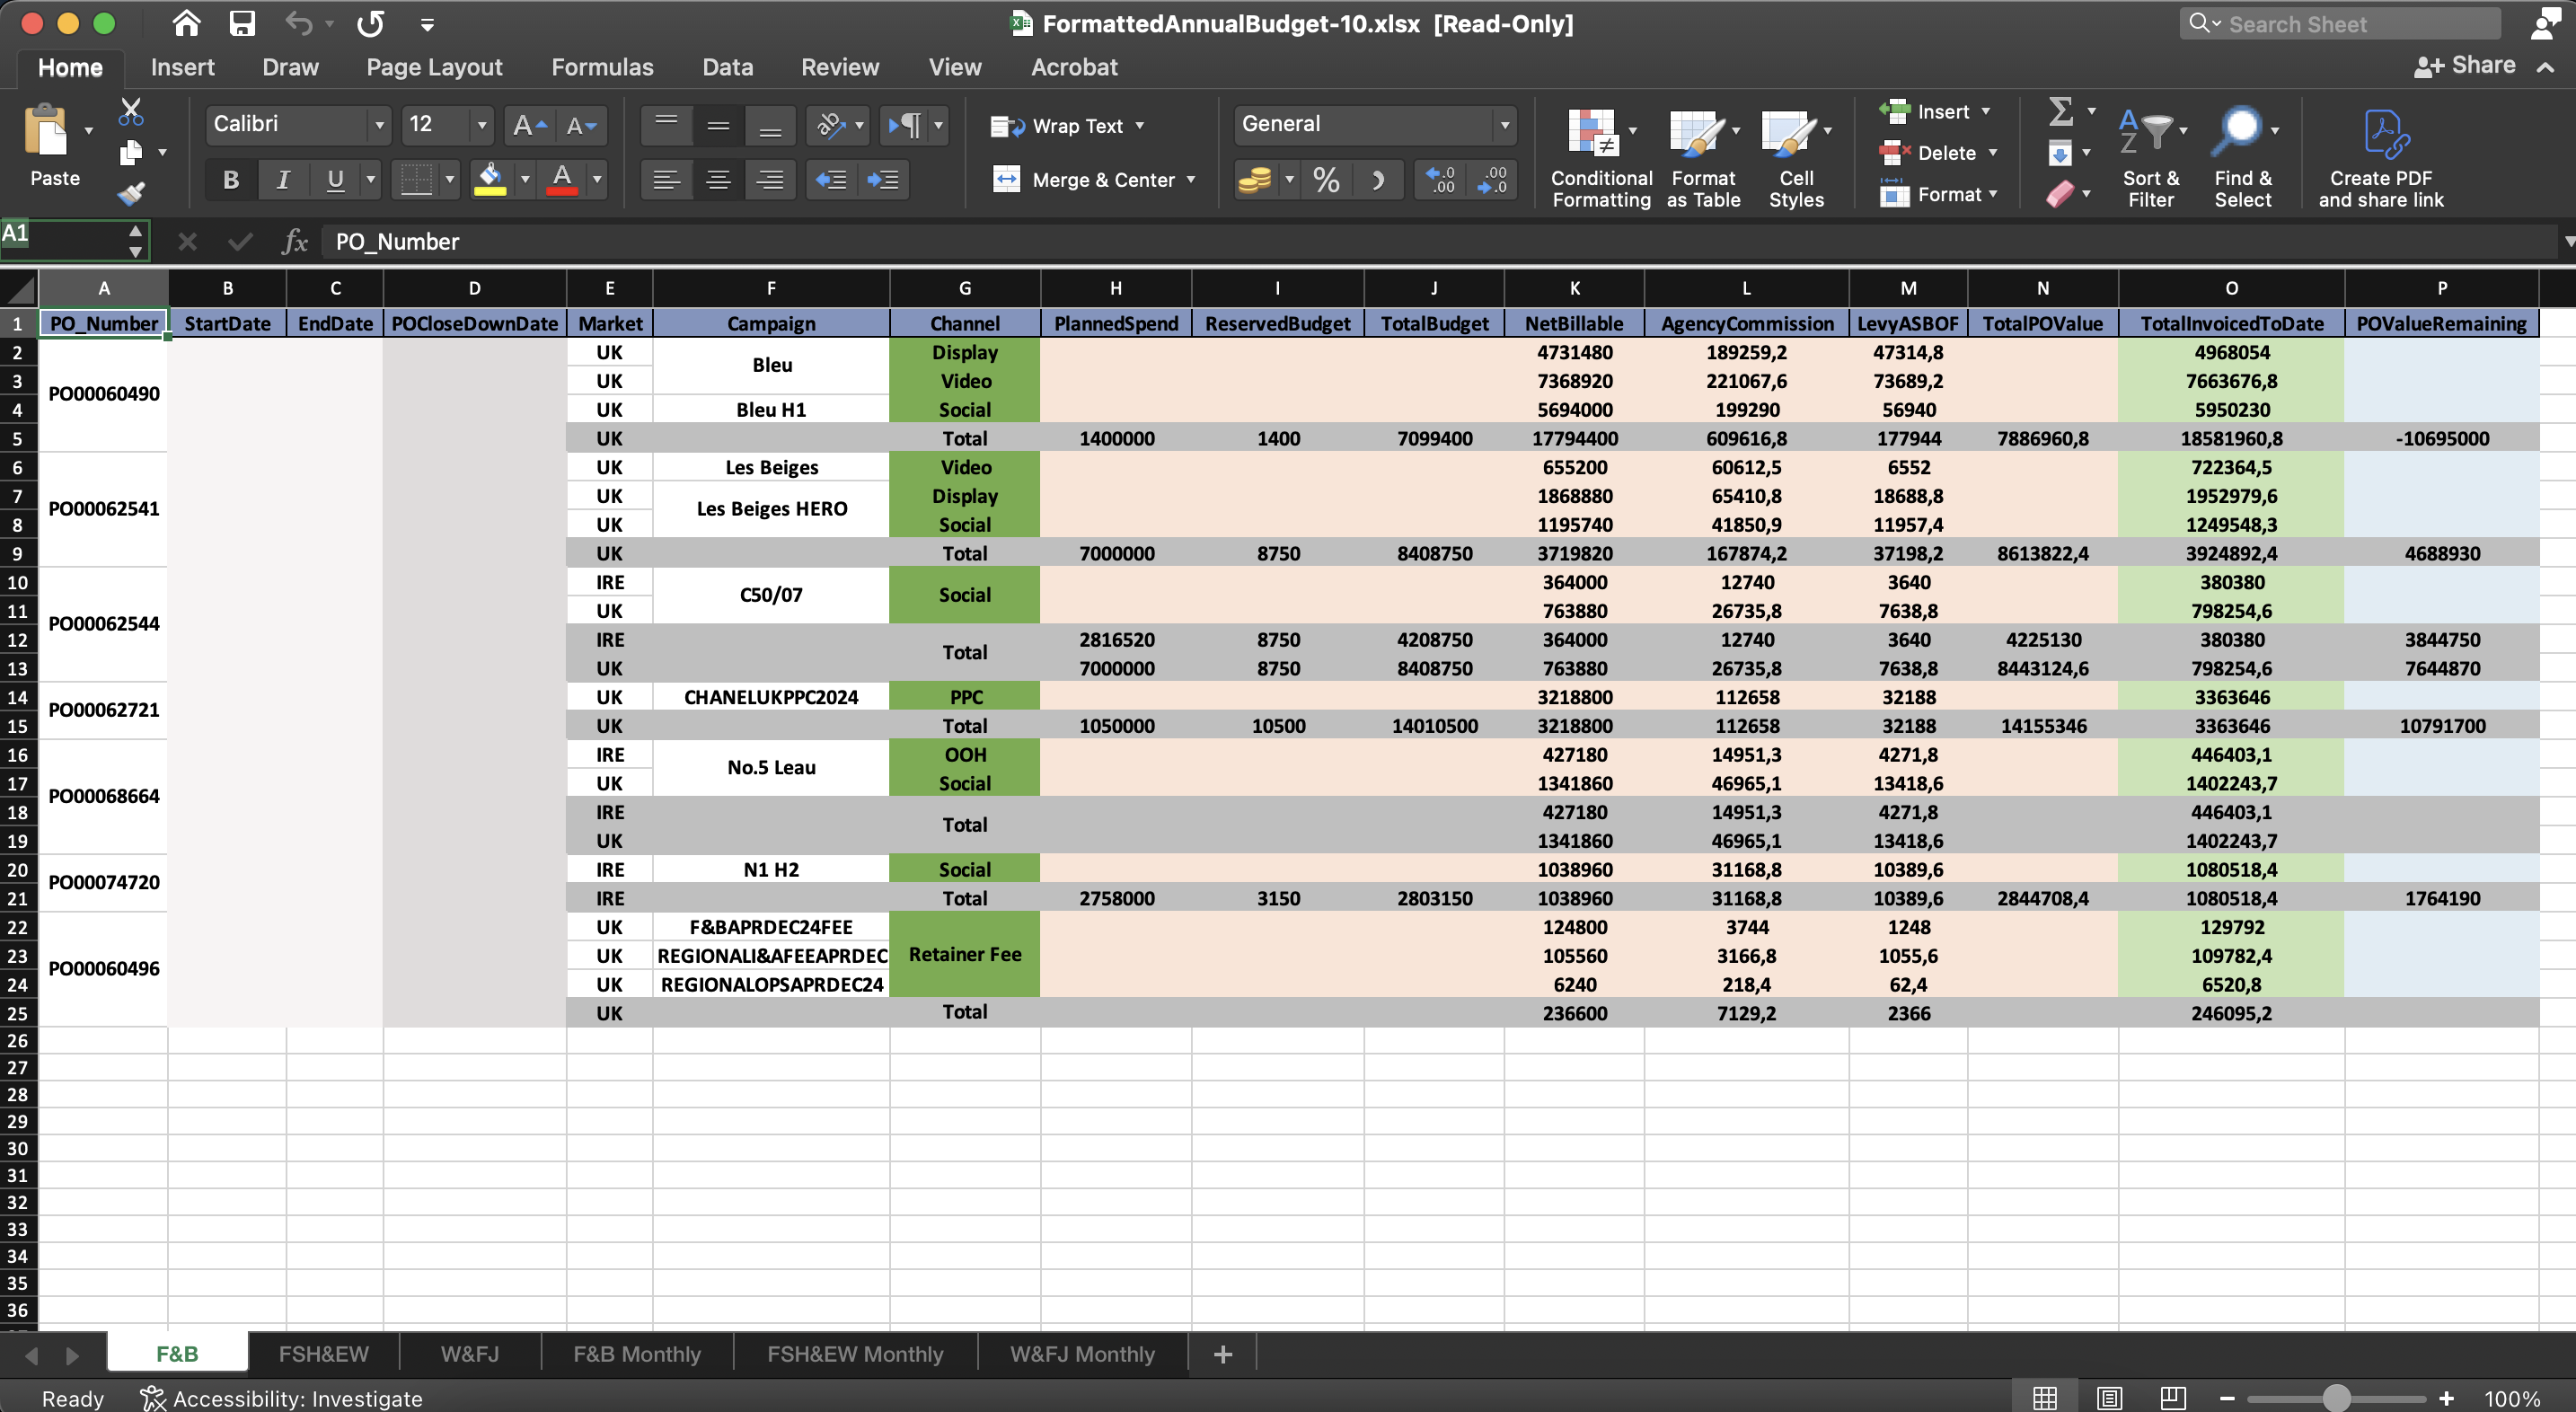 FormattedAnnualBudget-10.xlsx [Read-Only]
Search Sheet
Home Insert Draw Page Layout Formulas Data Review View Acrobat Share
Paste
Calibri 12
Wrap Text
Merge & Center
General
Conditional Formatting
Format as Table
Cell Styles
Insert
Delete
Format
Sort & Filter
Find & Select
Create PDF and share link
A1 fx PO_Number
A B C D E F G H I J K L M N O P
1 PO_Number StartDate EndDate POCloseDownDate Market Campaign Channel PlannedSpend ReservedBudget TotalBudget NetBillable AgencyCommission LevyASBOF TotalPOValue TotalInvoicedToDate POValueRemaining
2 PO00060490 UK Bleu Display 4731480 189259,2 47314,8 4968054
3 UK Video 7368920 221067,6 73689,2 7663676,8
4 UK Bleu H1 Social 5694000 199290 56940 5950230
5 UK Total 1400000 1400 7099400 17794400 609616,8 177944 7886960,8 18581960,8 -10695000
6 PO00062541 UK Les Beiges Video 655200 60612,5 6552 722364,5
7 UK Les Beiges HERO Display 1868880 65410,8 18688,8 1952979,6
8 UK Social 1195740 41850,9 11957,4 1249548,3
9 UK Total 7000000 8750 8408750 3719820 167874,2 37198,2 8613822,4 3924892,4 4688930
10 PO00062544 IRE C50/07 Social 364000 12740 3640 380380
11 UK 763880 26735,8 7638,8 798254,6
12 IRE Total 2816520 8750 4208750 364000 12740 3640 4225130 380380 3844750
13 UK 7000000 8750 8408750 763880 26735,8 7638,8 8443124,6 798254,6 7644870
14 PO00062721 UK CHANELUKPPC2024 PPC 3218800 112658 32188 3363646
15 UK Total 1050000 10500 14010500 3218800 112658 32188 14155346 3363646 10791700
16 PO00068664 IRE No.5 Leau OOH 427180 14951,3 4271,8 446403,1
17 UK Social 1341860 46965,1 13418,6 1402243,7
18 IRE Total 427180 14951,3 4271,8 446403,1
19 UK 1341860 46965,1 13418,6 1402243,7
20 PO00074720 IRE N1 H2 Social 1038960 31168,8 10389,6 1080518,4
21 IRE Total 2758000 3150 2803150 1038960 31168,8 10389,6 2844708,4 1080518,4 1764190
22 PO00060496 UK F&BAPRDEC24FEE Retainer Fee 124800 3744 1248 129792
23 UK REGIONALI&AFEEAPRDEC 105560 3166,8 1055,6 109782,4
24 UK REGIONALOPSAPRDEC24 6240 218,4 62,4 6520,8
25 UK Total 236600 7129,2 2366 246095,2
26
27
28
29
30
31
32
33
34
35
36
F&B FSH&EW W&FJ F&B Monthly FSH&EW Monthly W&FJ Monthly +
Ready Accessibility: Investigate 100%